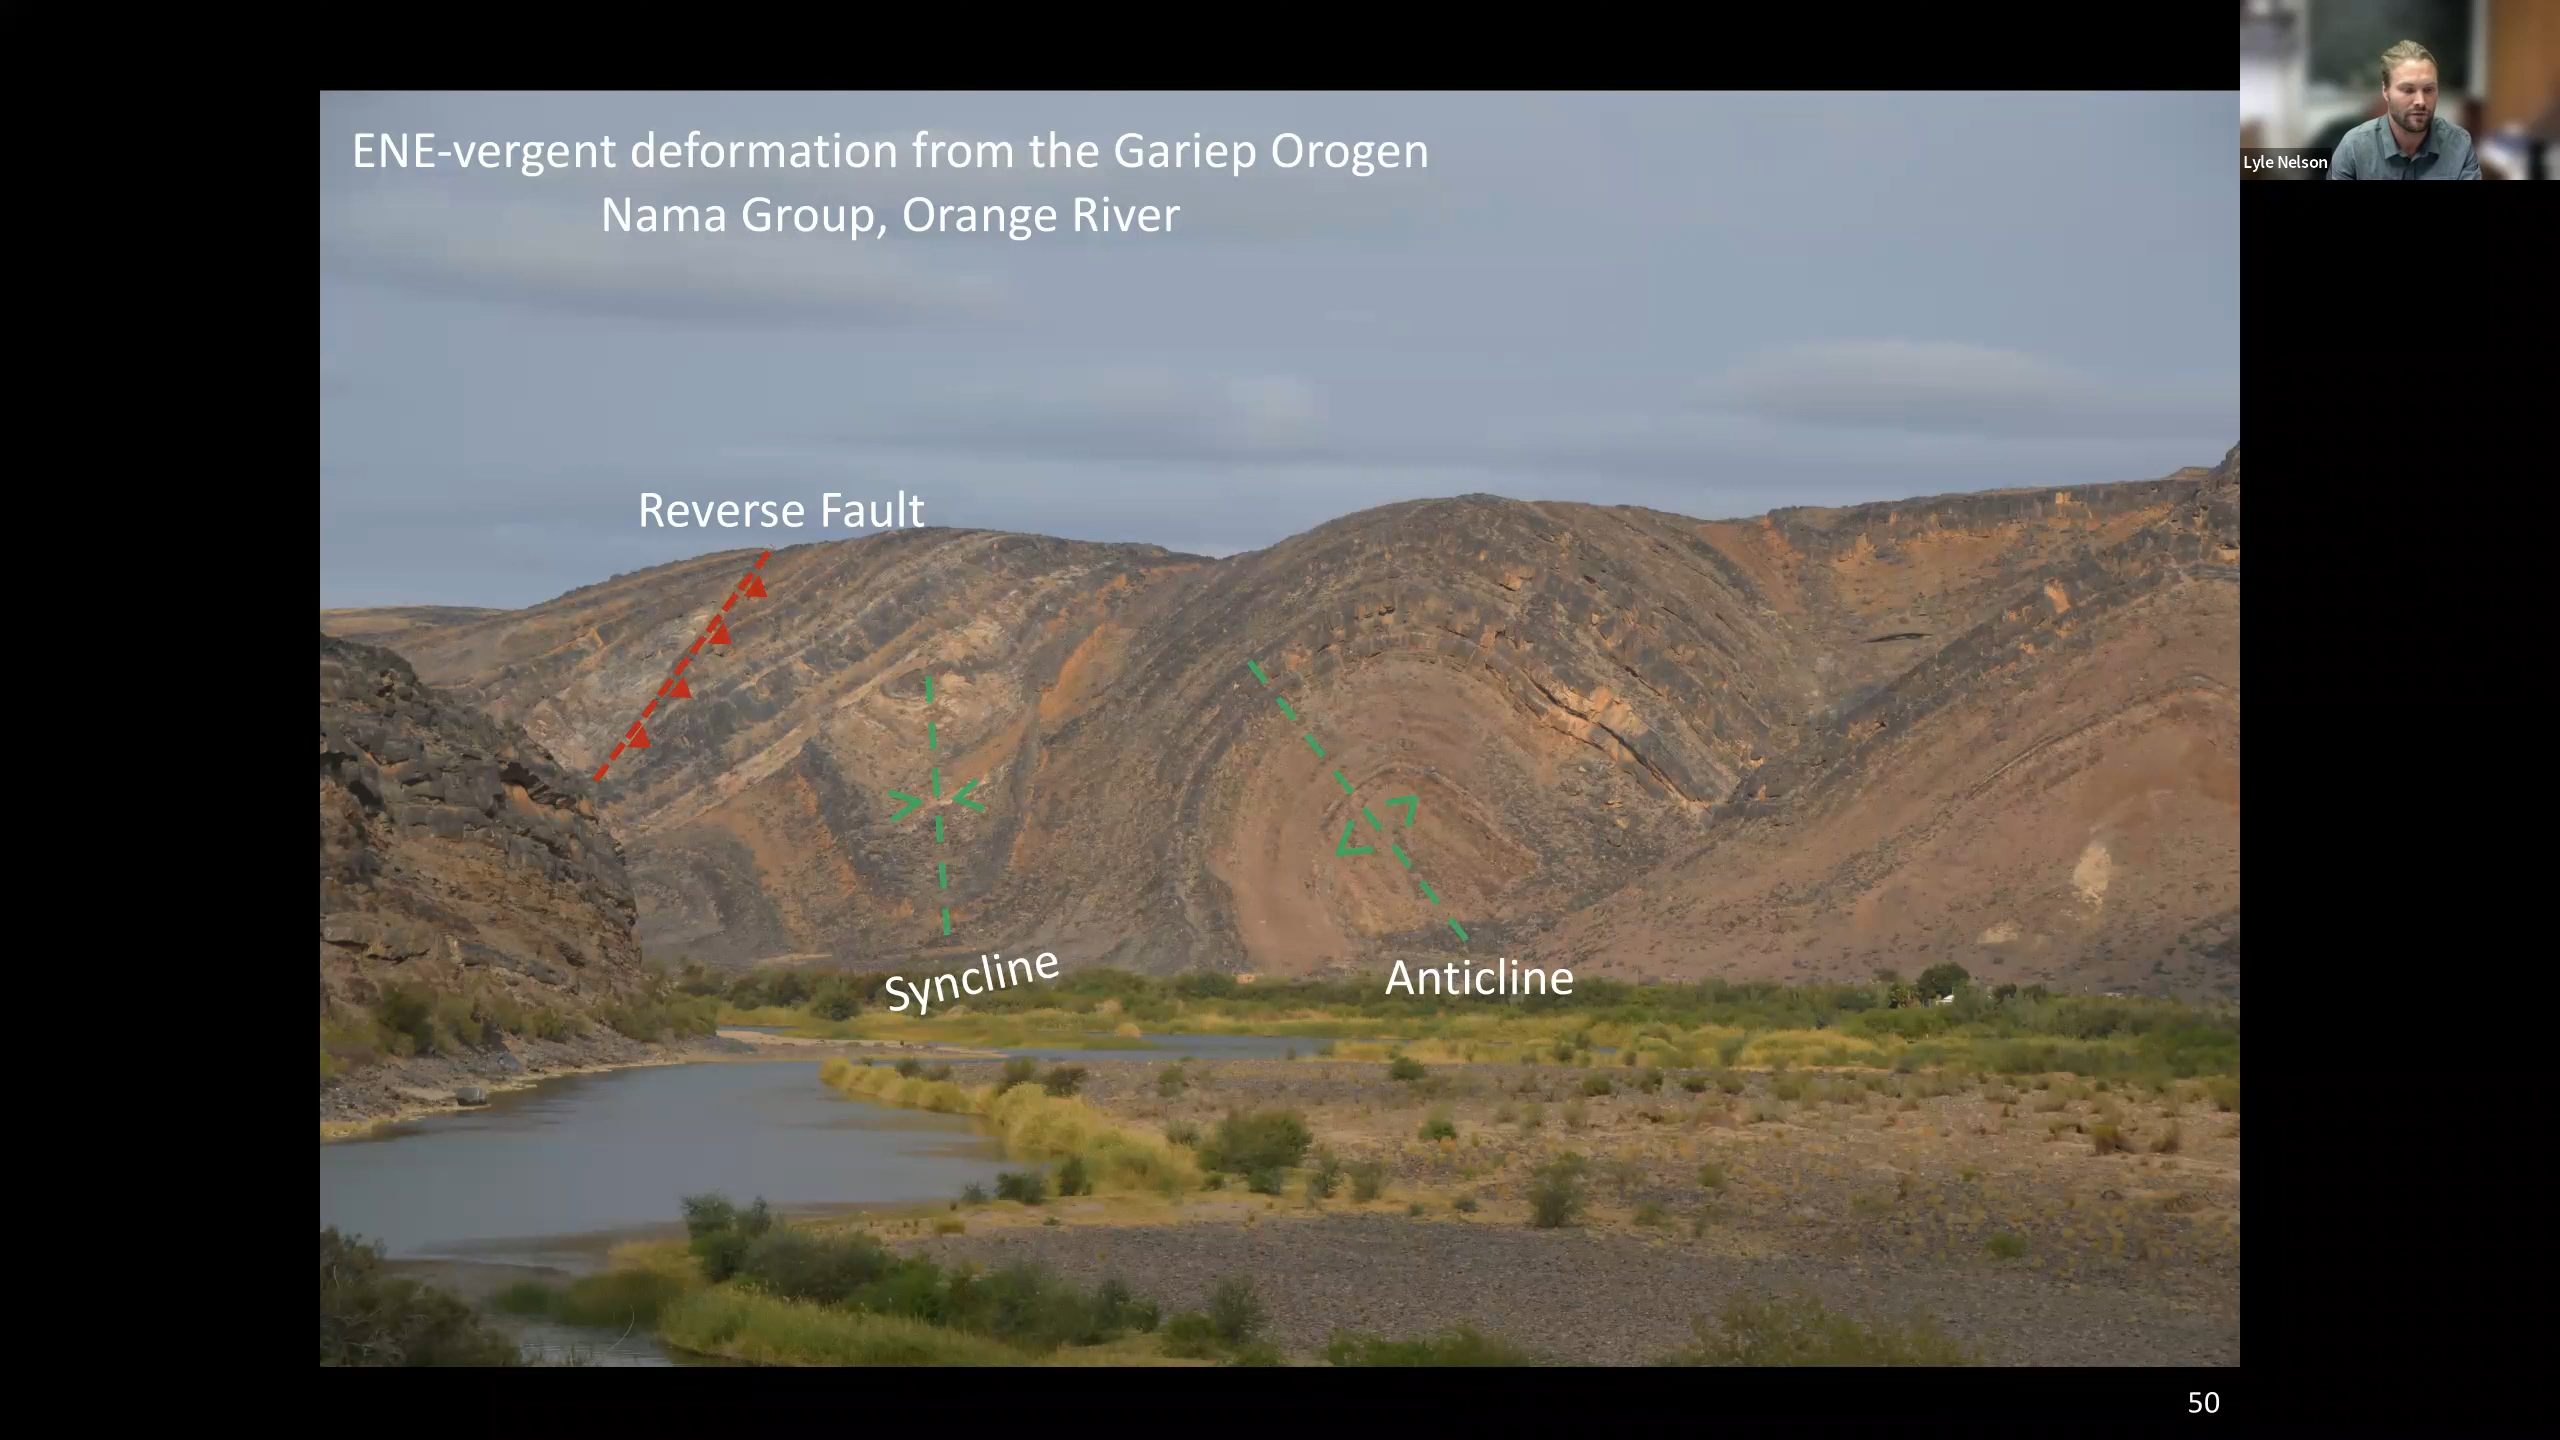 ENE-vergent deformation from the Gariep Orogen
Nama Group, Orange River
Lyle Nelson
Reverse Fault
Syncline
Anticline
50